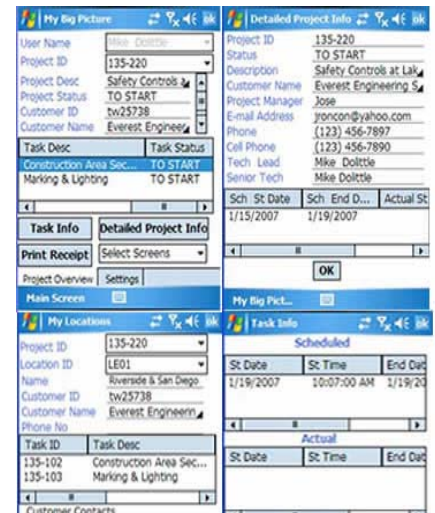 My Big Picture ok
User Name Mike Dolittle
Project ID 135-220
Project Desc Safety Controls a
Project Status TO START
Customer ID tw25738
Customer Name Everest Engineer
Task Desc Task Status
Construction Area Sec... TO START
Marking & Lighting TO START
Task Info Detailed Project Info
Print Receipt Select Screens
Project Overview Settings
Main Screen
Detailed Project Info ok
Project ID 135-220
Status TO START
Description Safety Controls at Lak
Customer Name Everest Engineering S
Project Manager Jose
E-mail Address jroncon@yahoo.com
Phone (123) 456-7897
Cell Phone (123) 456-7890
Tech Lead Mike Dolittle
Senior Tech Mike Dolittle
Sch St Date Sch End D... Actual St
1/15/2007 1/19/2007
OK
My Big Pict...
My Locations ok
Project ID 135-220
Location ID LE01
Name Riverside & San Diego
Customer ID tw25738
Customer Name Everest Engineerin
Phone No
Task ID Task Desc
135-102 Construction Area Sec...
135-103 Marking & Lighting
Customer Contacts
Task Info ok
Scheduled
St Date St Time End Dat
1/19/2007 10:07:00 AM 1/19/20
Actual
St Date St Time End Dat